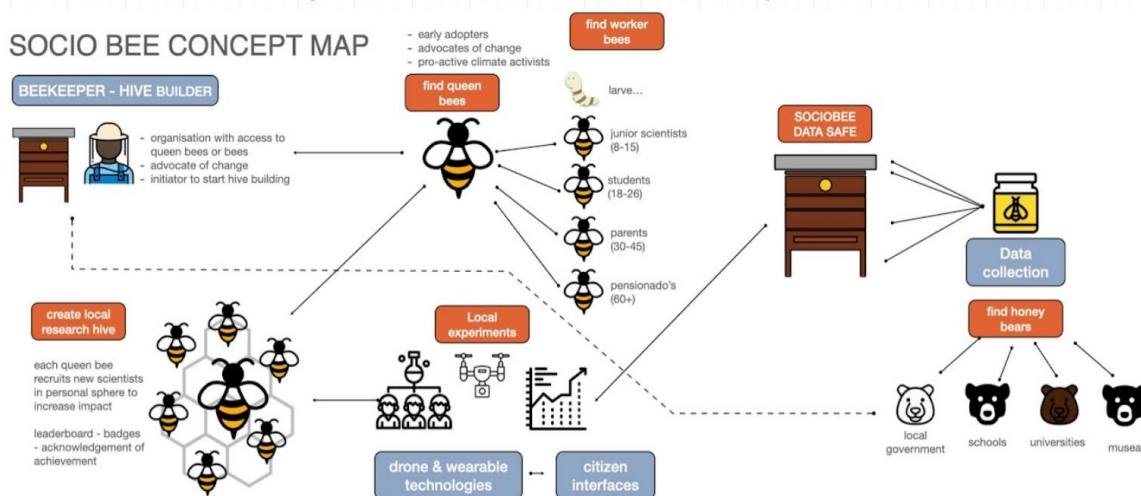 SOCIO BEE CONCEPT MAP
BEEKEEPER - HIVE BUILDER
- organisation with access to
queen bees or bees
- advocate of change
- initiator to start hive building
- early adopters
- advocates of change
- pro-active climate activists
find queen
bees
find worker
bees
larve...
junior scientists
(8-15)
students
(18-26)
parents
(30-45)
pensionado's
(60+)
SOCIOBEE
DATA SAFE
Data
collection
find honey
bears
local
government
schools
universities
musea
create local
research hive
each queen bee
recruits new scientists
in personal sphere to
increase impact
leaderboard - badges
- acknowledgement of
achievement
Local
experiments
drone & wearable
technologies
citizen
interfaces